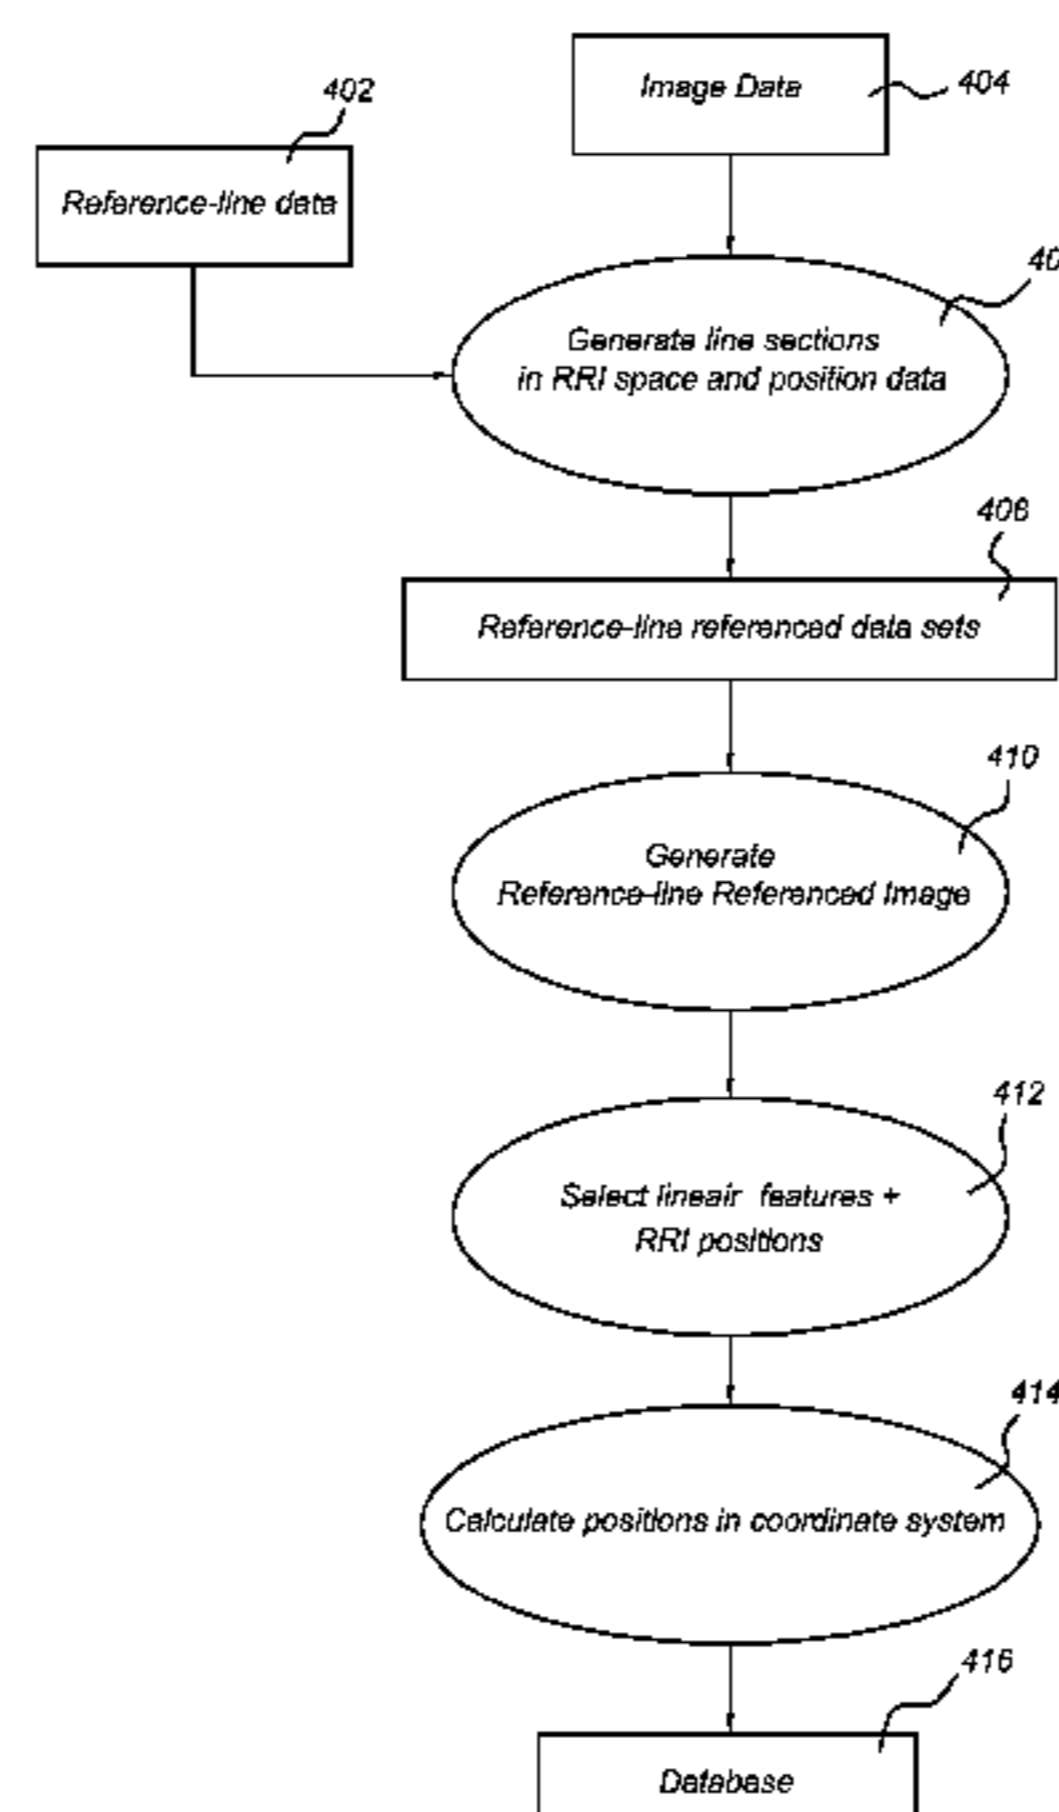 402
Image Data
404
Reference-line data
40
Generate line sections
in RRI space and position data
408
Reference-line referenced data sets
410
Generate
Reference-line Referenced Image
412
Select lineair features +
RRI positions
414
Calculate positions in coordinate system
416
Database